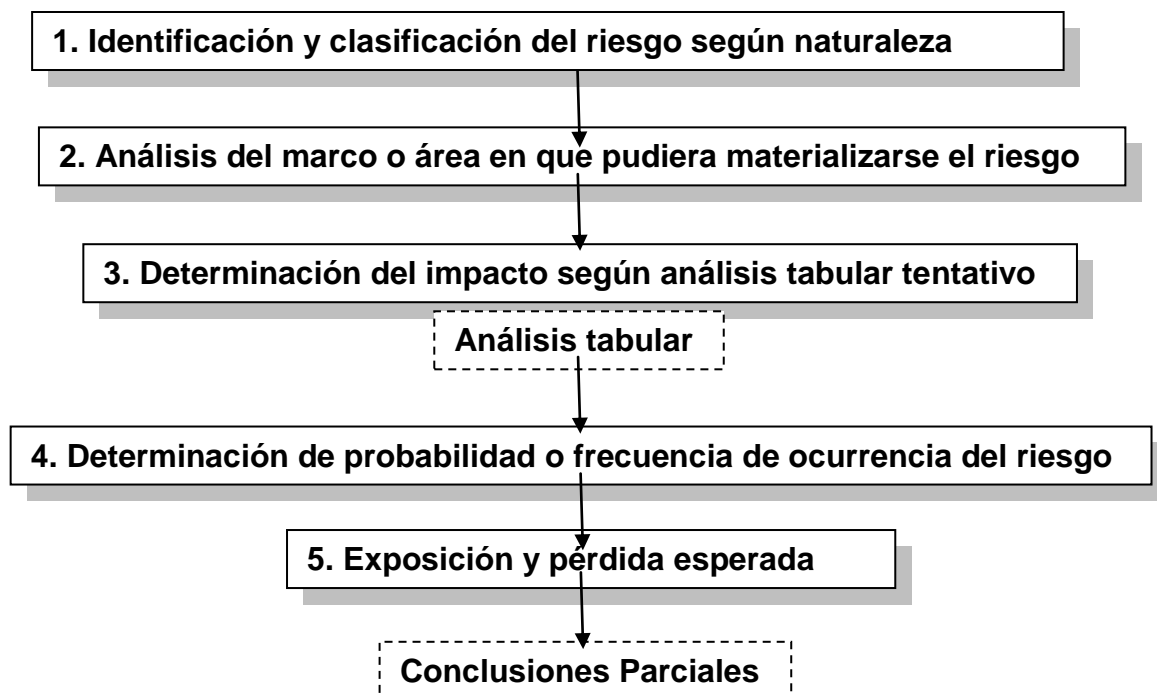 1. Identificación y clasificación del riesgo según naturaleza
2. Análisis del marco o área en que pudiera materializarse el riesgo
3. Determinación del impacto según análisis tabular tentativo
Análisis tabular
4. Determinación de probabilidad o frecuencia de ocurrencia del riesgo
5. Exposición y pérdida esperada
Conclusiones Parciales